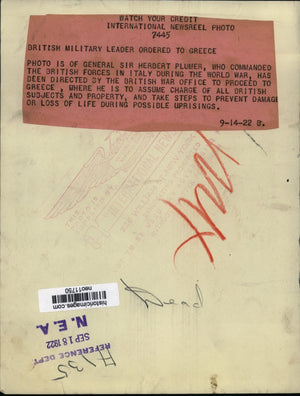 WATCH YOUR CREDIT
INTERNATIONAL NEWSREEL PHOTO
7445
BRITISH MILITARY LEADER ORDERED TO GREECE
PHOTO IS OF GENERAL SIR HERBERT PLUMER, WHO COMMANDED
THE BRITISH FORCES IN ITALY DURING THE WORLD WAR, HAS
BEEN DIRECTED BY THE BRITISH WAR OFFICE TO PROCEED TO
GREECE, WHERE HE IS TO ASSUME CHARGE OF ALL BRITISH
SUBJECTS AND PROPERTY, AND TAKE STEPS TO PREVENT DAMAGE
OR LOSS OF LIFE DURING POSSIBLE UPRISINGS.
9-14-22
Dead
historicimages.com
neo11750
REFERENCE DEPT
SEP 18 1922
N.E.A.